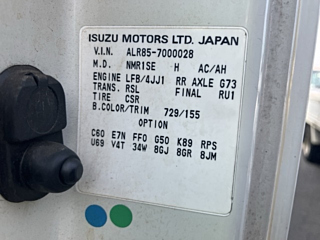 ISUZU MOTORS LTD. JAPAN
V.I.N. ALR85-7000028
M.D. NMR1SE H AC/AH
ENGINE LFB/4JJ1 RR AXLE G73
TRANS. RSL FINAL RU1
TIRE CSR
B.COLOR/TRIM 729/155
OPTION
C60 E7N FF0 G50 K89 RPS
U69 V4T 34W 8GJ 8GR 8JM